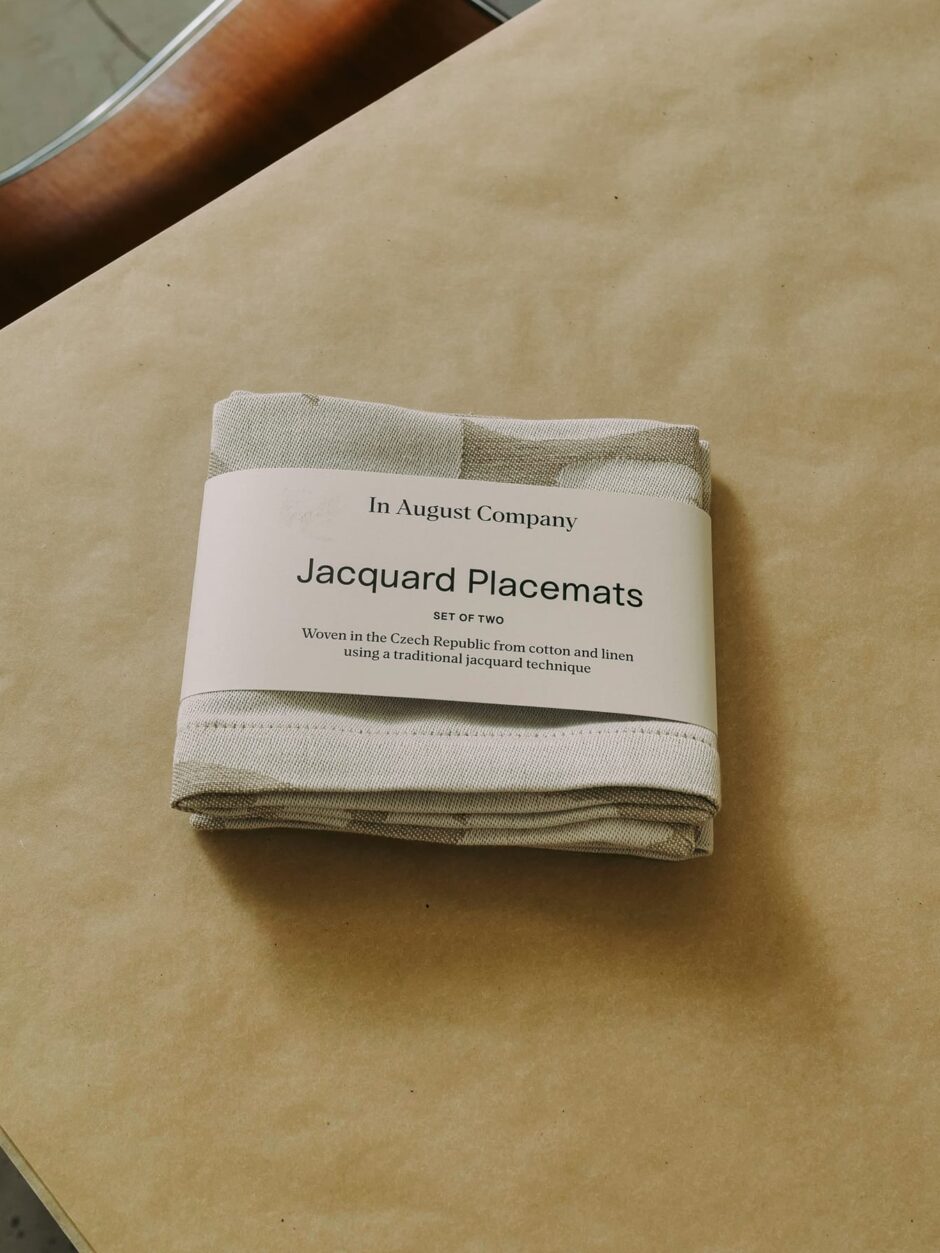 In August Company
Jacquard Placemats
SET OF TWO
Woven in the Czech Republic from cotton and linen
using a traditional jacquard technique